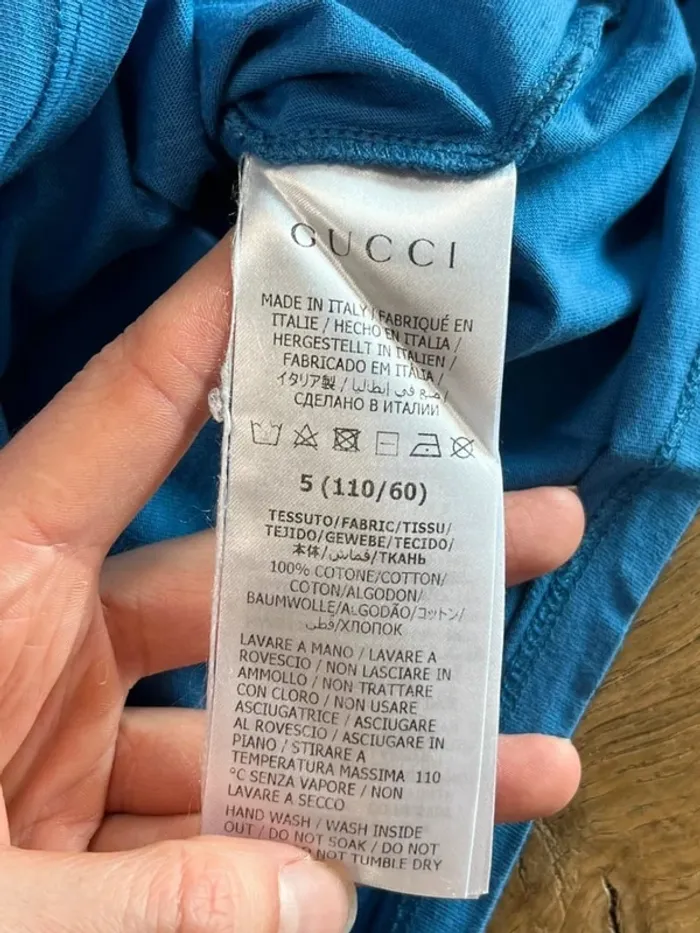 GUCCI
MADE IN ITALY / FABRIQUÉ EN
ITALIE / HECHO EN ITALIA /
HERGESTELLT IN ITALIEN /
FABRICADO EM ITÀLIA /
イタリア製 / صنع في إيطاليا /
СДЕЛАНО В ИТАЛИИ
5 (110/60)
TESSUTO/FABRIC/TISSU/
TEJIDO/GEWEBE/TECIDO/
本体/قماش/ТКАНЬ
100% COTONE/COTTON/
COTON/ALGODON/
BAUMWOLLE/ALGODÃO/コットン/
قطن/ХЛОПОК
LAVARE A MANO / LAVARE A
ROVESCIO / NON LASCIARE IN
AMMOLLO / NON TRATTARE
CON CLORO / NON USARE
ASCIUGATRICE / ASCIUGARE
AL ROVESCIO / ASCIUGARE IN
PIANO / STIRARE A
TEMPERATURA MASSIMA 110
°C SENZA VAPORE / NON
LAVARE A SECCO
HAND WASH / WASH INSIDE
OUT / DO NOT SOAK / DO NOT
NOT TUMBLE DRY